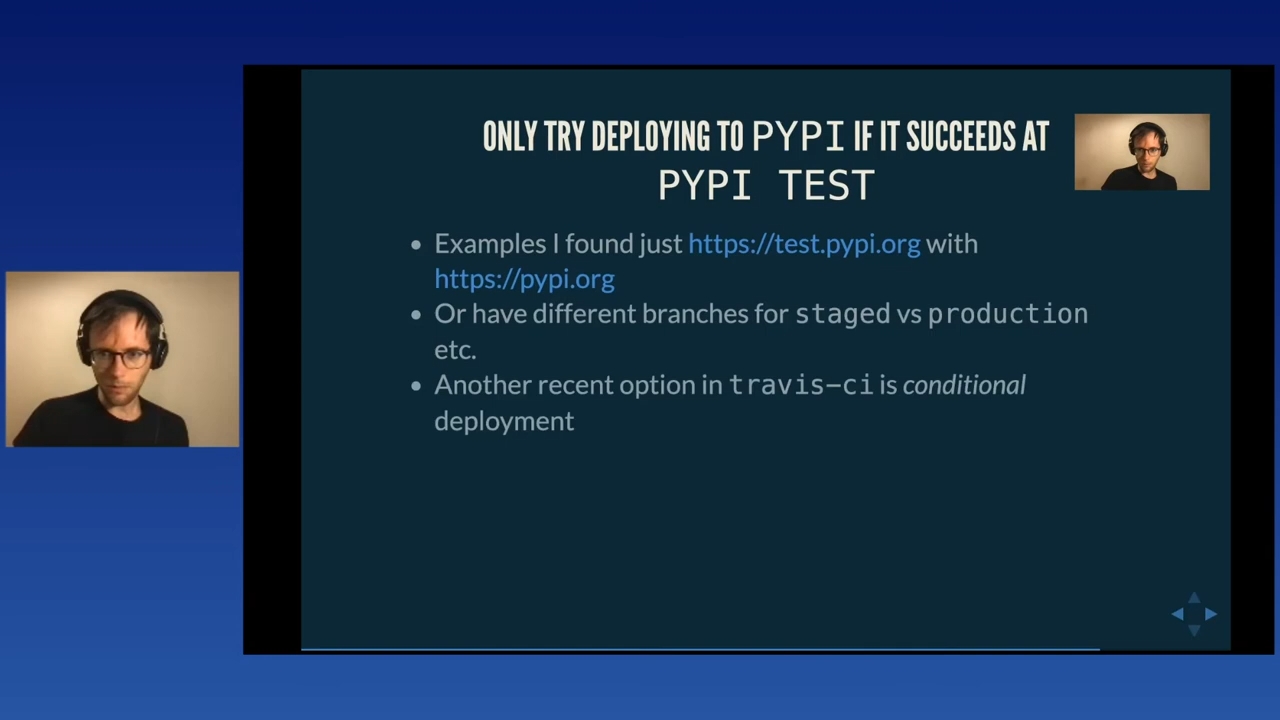 ONLY TRY DEPLOYING TO PYPI IF IT SUCCEEDS AT
PYPI TEST
Examples I found just https://test.pypi.org with
https://pypi.org
Or have different branches for staged vs production
etc.
Another recent option in travis-ci is conditional
deployment